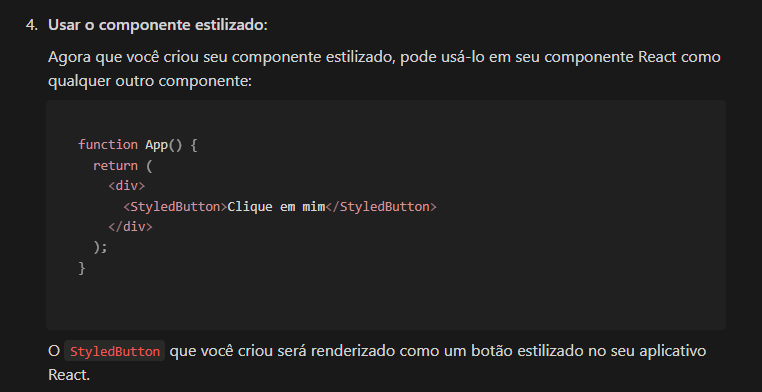 4. Usar o componente estilizado:
Agora que você criou seu componente estilizado, pode usá-lo em seu componente React como
qualquer outro componente:
function App() {
  return (
    <div>
      <StyledButton>Clique em mim</StyledButton>
    </div>
  );
}
O StyledButton que você criou será renderizado como um botão estilizado no seu aplicativo
React.